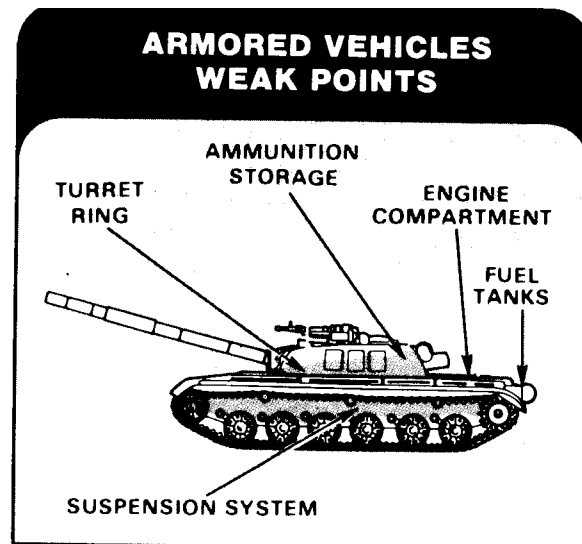 ARMORED VEHICLES
WEAK POINTS
AMMUNITION
STORAGE
TURRET
RING
ENGINE
COMPARTMENT
FUEL
TANKS
SUSPENSION SYSTEM